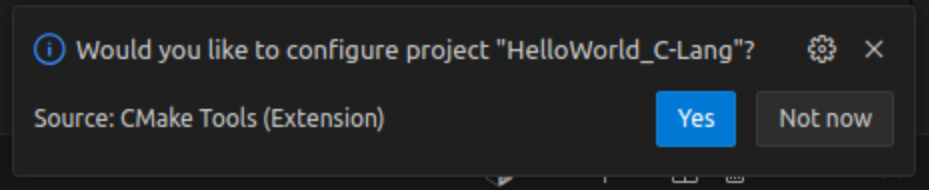 Would you like to configure project "HelloWorld_C-Lang"?
Source: CMake Tools (Extension)
Yes
Not now